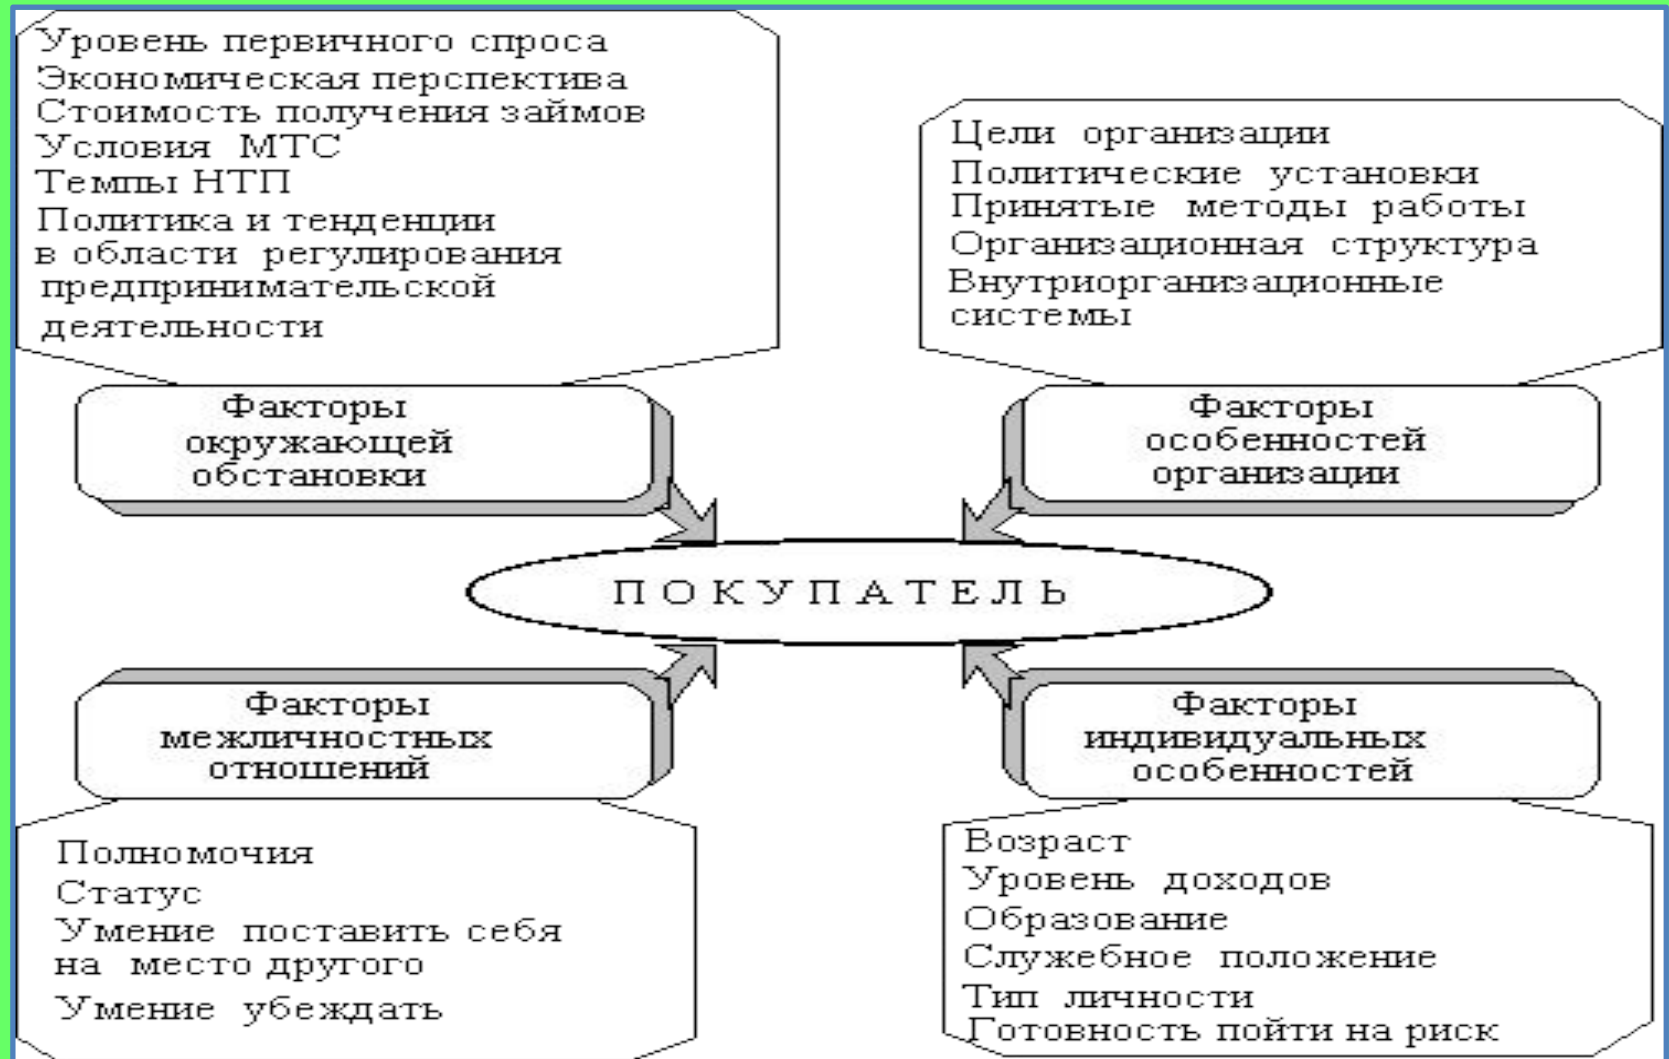 Уровень первичного спроса
Экономическая перспектива
Стоимость получения займов
Условия МТС
Темпы НТП
Политика и тенденции
в области регулирования
предпринимательской
деятельности
Цели организации
Политические установки
Принятые методы работы
Организационная структура
Внутриорганизационные
системы
Факторы
окружающей
обстановки
Факторы
особенностей
организации
ПОКУПАТЕЛЬ
Факторы
межличностных
отношений
Факторы
индивидуальных
особенностей
Полномочия
Статус
Умение поставить себя
на место другого
Умение убеждать
Возраст
Уровень доходов
Образование
Служебное положение
Тип личности
Готовность пойти на риск